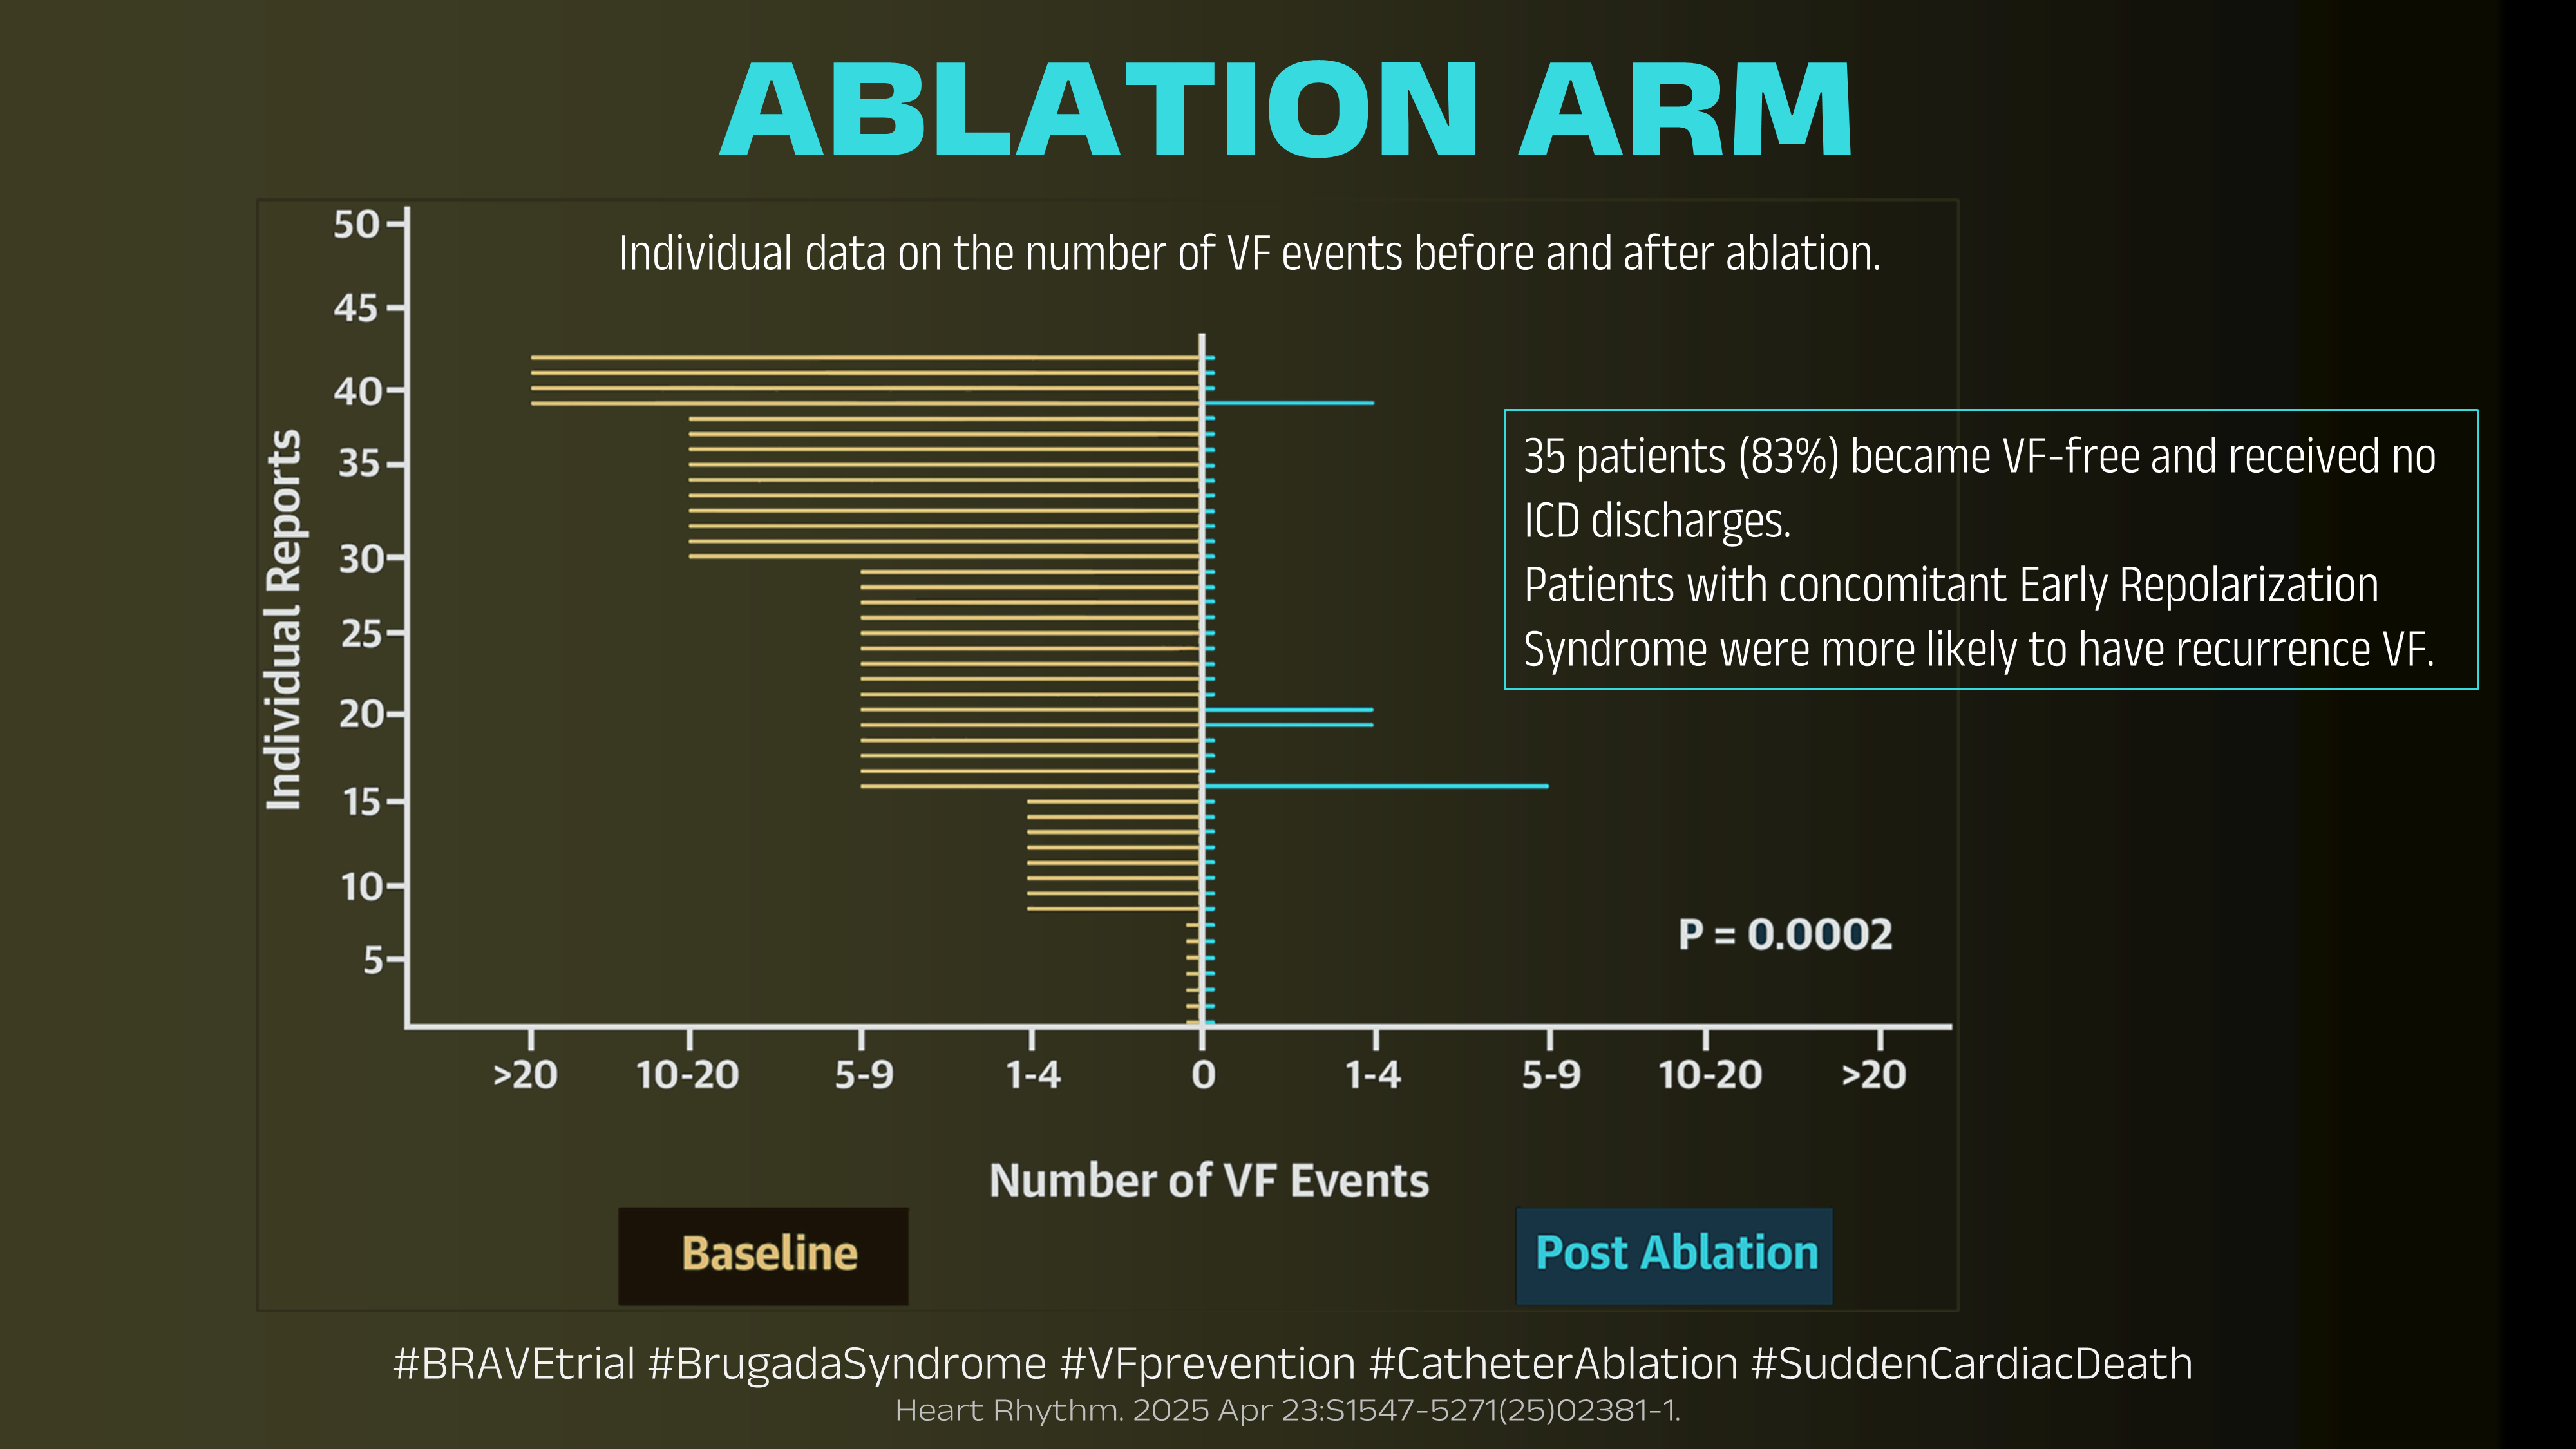 ABLATION ARM
Individual data on the number of VF events before and after ablation.
50
45
40
35
30
25
20
15
10
5
Individual Reports
35 patients (83%) became VF-free and received no
ICD discharges.
Patients with concomitant Early Repolarization
Syndrome were more likely to have recurrence VF.
P = 0.0002
>20 10-20 5-9 1-4 0 1-4 5-9 10-20 >20
Number of VF Events
Baseline
Post Ablation
#BRAVEtrial #BrugadaSyndrome #VFprevention #CatheterAblation #SuddenCardiacDeath
Heart Rhythm. 2025 Apr 23:S1547-5271(25)02381-1.